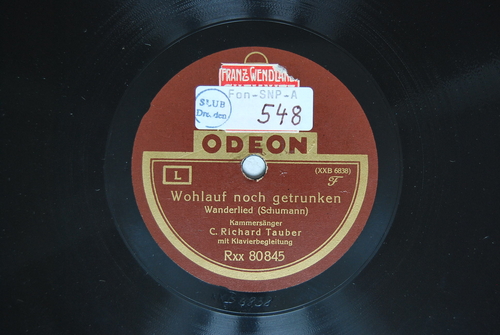 FRANZ WENDLAND
Fon-SNP-A
SLUB
Dresden
548
ODEON
L
(XXB 6838)
Wohlauf noch getrunken
Wanderlied (Schumann)
Kammersänger
C. Richard Tauber
mit Klavierbegleitung
Rxx 80845